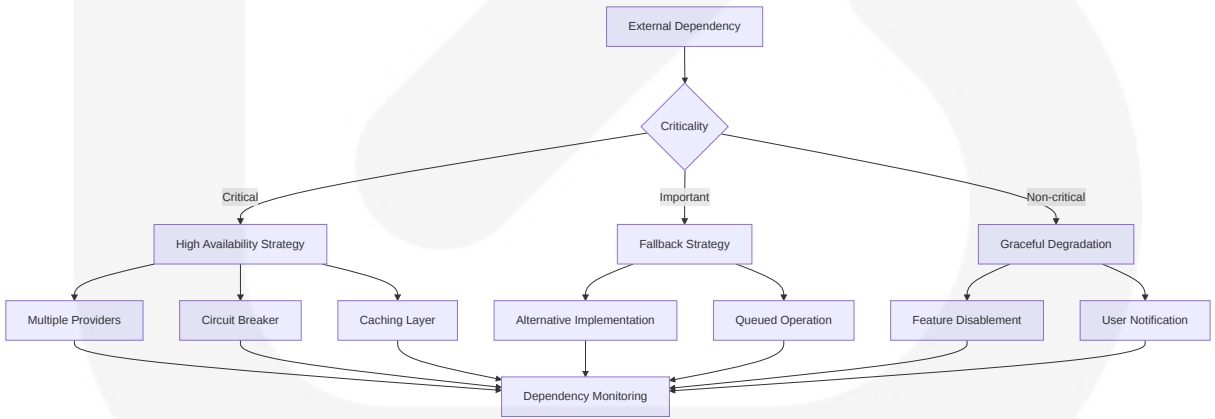 External Dependency
Criticality
Critical
Important
Non-critical
High Availability Strategy
Fallback Strategy
Graceful Degradation
Multiple Providers
Circuit Breaker
Caching Layer
Alternative Implementation
Queued Operation
Feature Disablement
User Notification
Dependency Monitoring